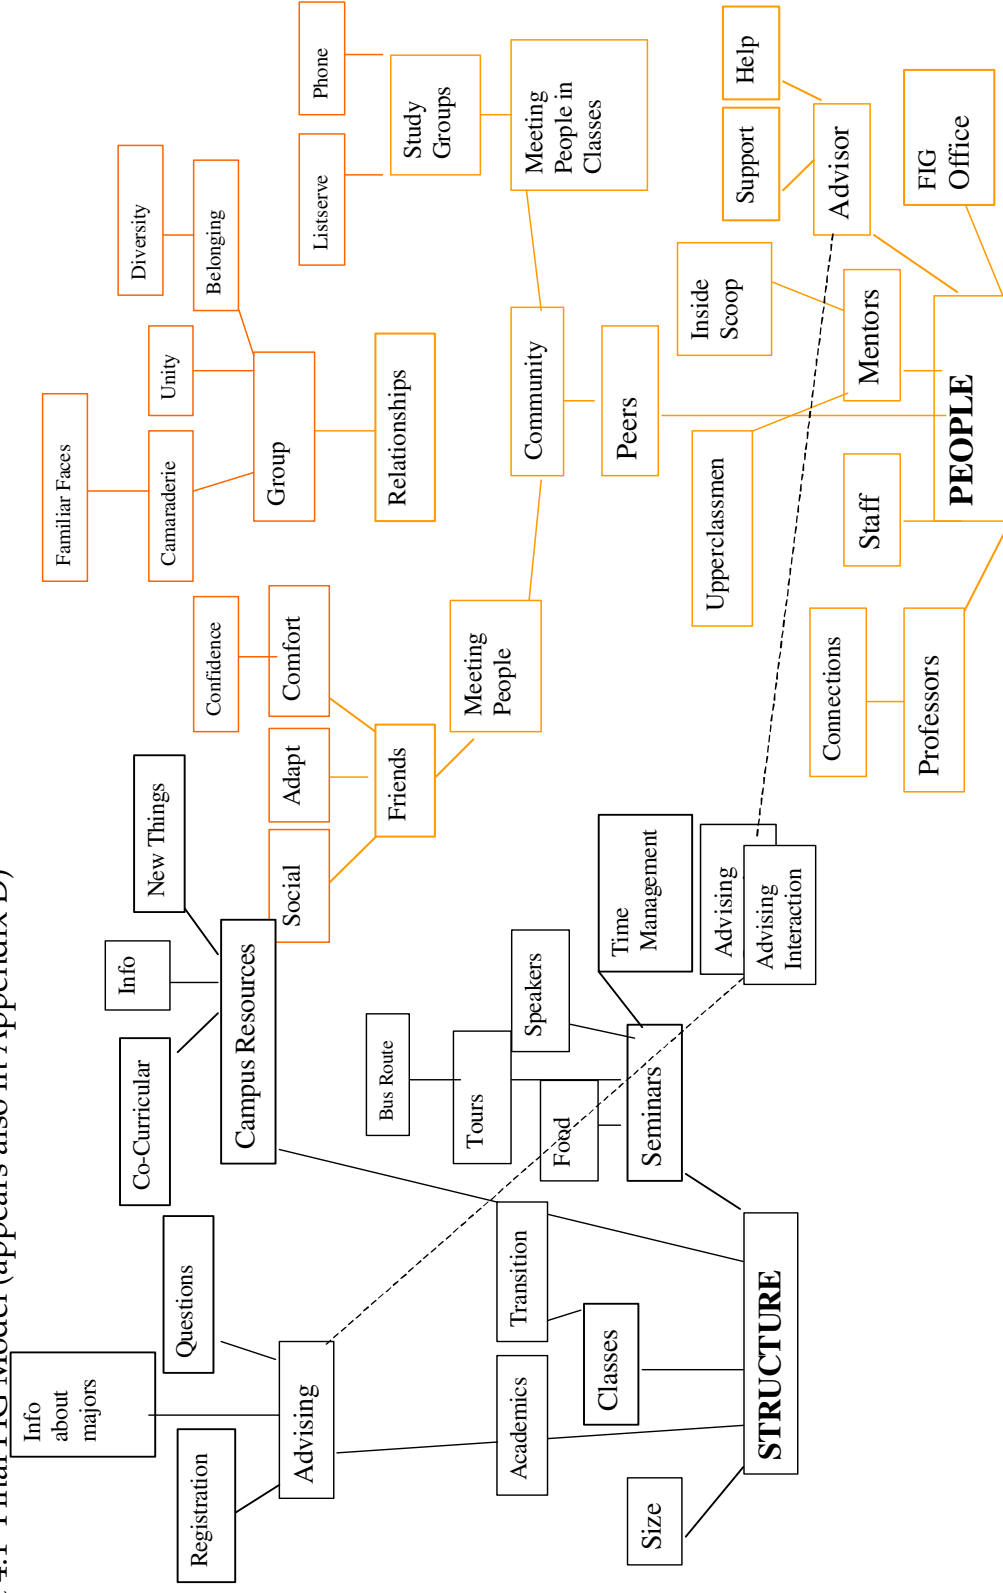 4.1 Final FIG Model (appears also in Appendix D)
Info
about
majors
Registration
Questions
Advising
Co-Curricular
Info
New Things
Campus Resources
Academics
Transition
Classes
Size
STRUCTURE
Bus Route
Tours
Speakers
Food
Time
Management
Seminars
Advising
Advising
Interaction
Familiar Faces
Camaraderie
Unity
Diversity
Belonging
Group
Relationships
Confidence
Social
Adapt
Comfort
Friends
Meeting
People
Listserve
Phone
Study
Groups
Meeting
People in
Classes
Community
Peers
Upperclassmen
Inside
Scoop
Support
Help
Connections
Staff
Mentors
Advisor
Professors
FIG
Office
PEOPLE